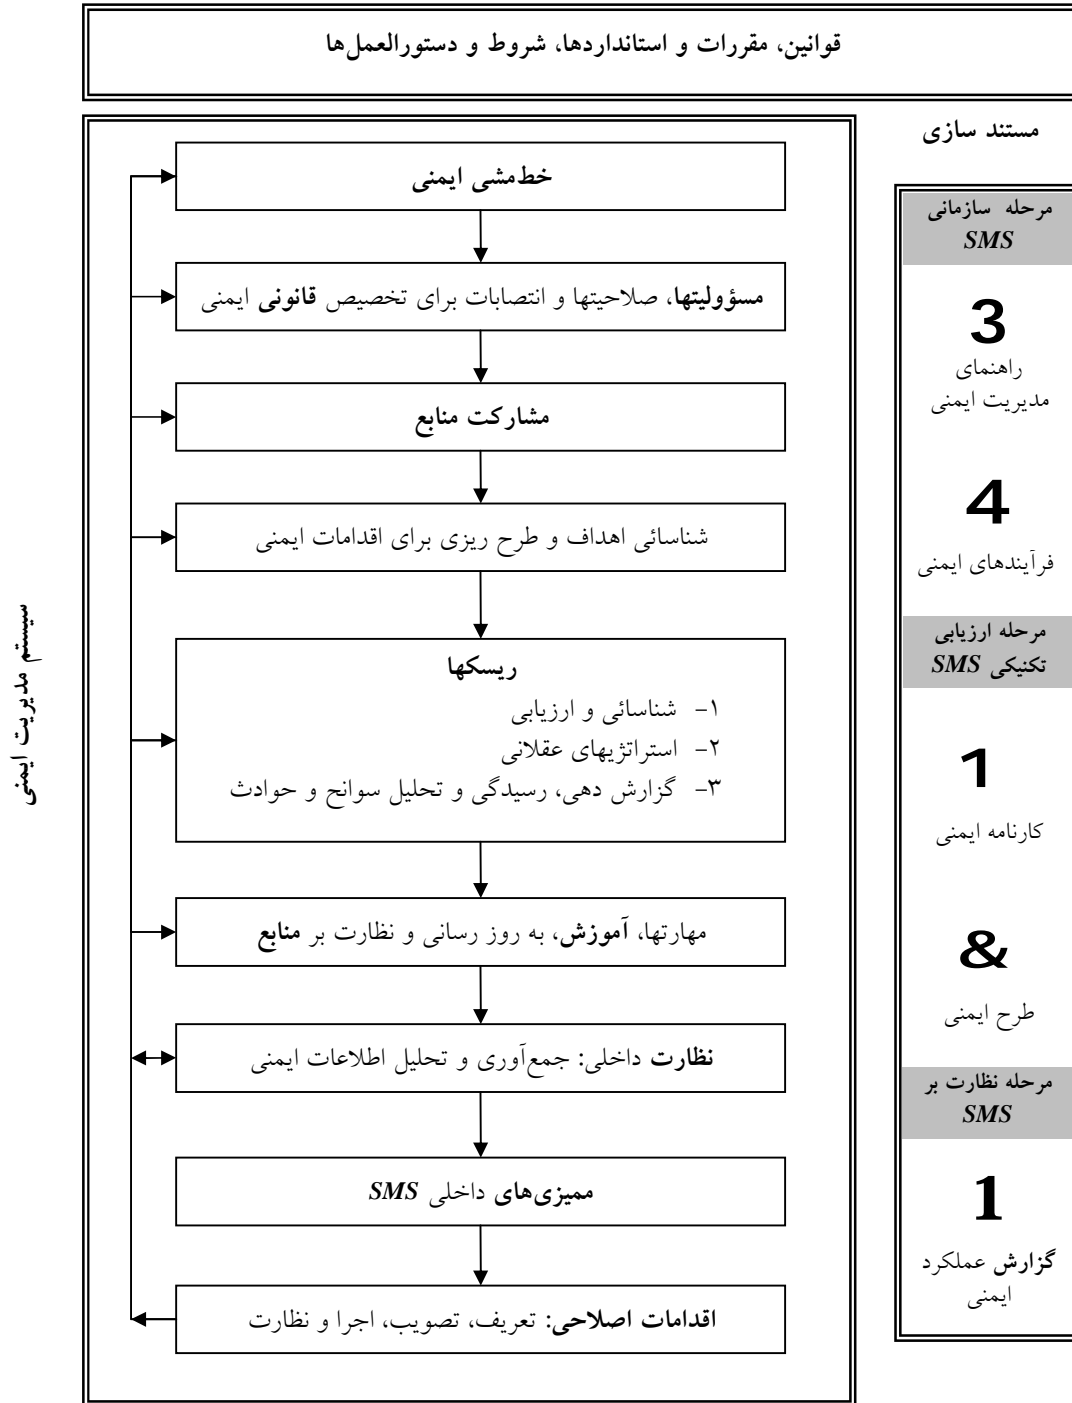 قوانین، مقررات و استانداردها، شروط و دستورالعمل‌ها
مستند سازی
مرحله سازمانی
SMS
3
راهنمای
مدیریت ایمنی
4
فرآیندهای ایمنی
مرحله ارزیابی
تکنیکی SMS
1
کارنامه ایمنی
&
طرح ایمنی
مرحله نظارت بر
SMS
1
گزارش عملکرد
ایمنی
خط‌مشی ایمنی
مسؤولیتها، صلاحیتها و انتصابات برای تخصیص قانونی ایمنی
مشارکت منابع
شناسائی اهداف و طرح ریزی برای اقدامات ایمنی
ریسکها
۱- شناسائی و ارزیابی
۲- استراتژیهای عقلانی
۳- گزارش دهی، رسیدگی و تحلیل سوانح و حوادث
مهارتها، آموزش، به روز رسانی و نظارت بر منابع
نظارت داخلی: جمع‌آوری و تحلیل اطلاعات ایمنی
ممیزی‌های داخلی SMS
اقدامات اصلاحی: تعریف، تصویب، اجرا و نظارت
سیستم مدیریت ایمنی